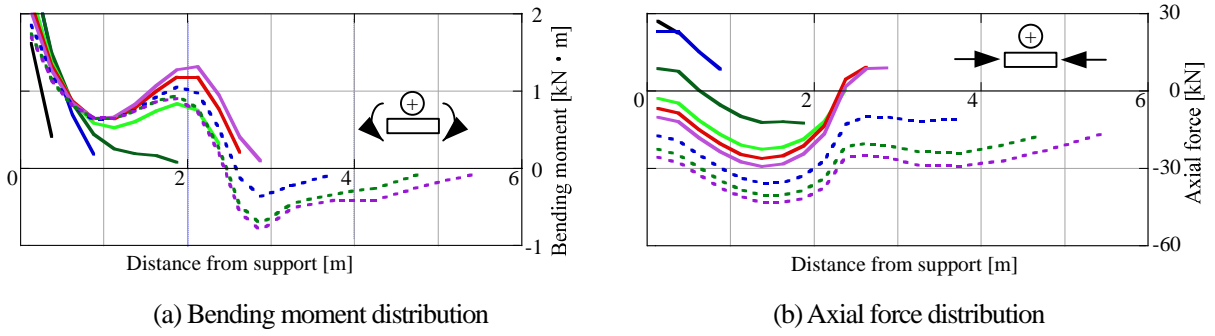 2
1
0
-1
0
2
4
6
Bending moment [kN・m]
Distance from support [m]
(a) Bending moment distribution
30
0
-30
-60
0
2
4
6
Axial force [kN]
Distance from support [m]
(b) Axial force distribution